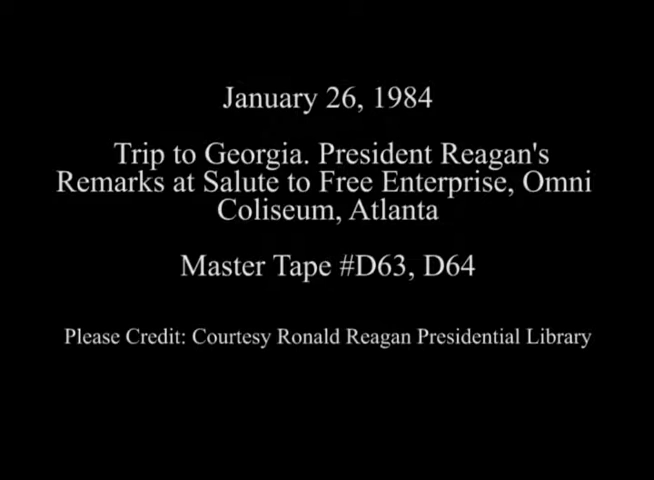 January 26, 1984
Trip to Georgia. President Reagan's
Remarks at Salute to Free Enterprise, Omni
Coliseum, Atlanta
Master Tape #D63, D64
Please Credit: Courtesy Ronald Reagan Presidential Library